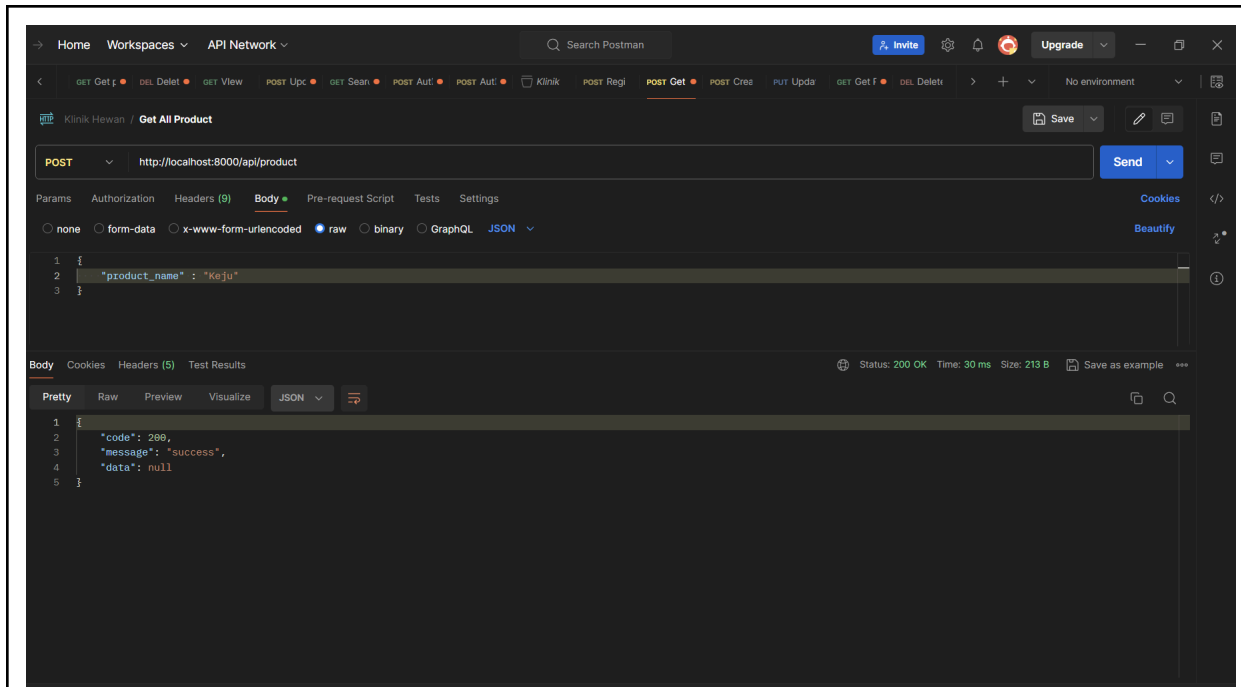 Home Workspaces API Network Search Postman Invite Upgrade
GET Get p DEL Delet GET View POST Upc GET Sear POST Aut POST Aut Klinik POST Regi POST Get POST Crea PUT Upda GET Get F DEL Delete No environment
HTTP Klinik Hewan / Get All Product Save
POST http://localhost:8000/api/product Send
Params Authorization Headers (9) Body Pre-request Script Tests Settings Cookies
none form-data x-www-form-urlencoded raw binary GraphQL JSON Beautify
1 {
2 "product_name" : "Keju"
3 }
Body Cookies Headers (5) Test Results Status: 200 OK Time: 30 ms Size: 213 B Save as example
Pretty Raw Preview Visualize JSON
1 {
2 "code": 200,
3 "message": "success",
4 "data": null
5 }